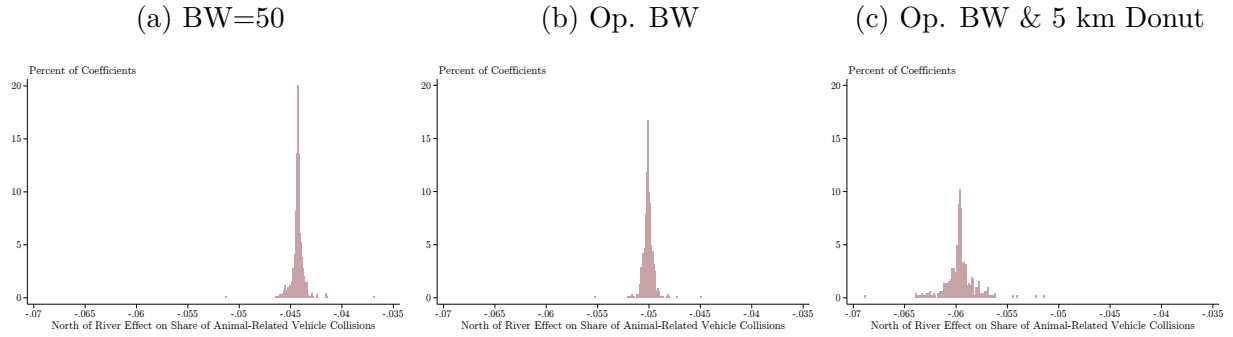 (a) BW=50
(b) Op. BW
(c) Op. BW & 5 km Donut
Percent of Coefficients
20
15
10
5
0
-.07 -.065 -.06 -.055 -.05 -.045 -.04 -.035
North of River Effect on Share of Animal-Related Vehicle Collisions
Percent of Coefficients
20
15
10
5
0
-.07 -.065 -.06 -.055 -.05 -.045 -.04 -.035
North of River Effect on Share of Animal-Related Vehicle Collisions
Percent of Coefficients
20
15
10
5
0
-.07 -.065 -.06 -.055 -.05 -.045 -.04 -.035
North of River Effect on Share of Animal-Related Vehicle Collisions